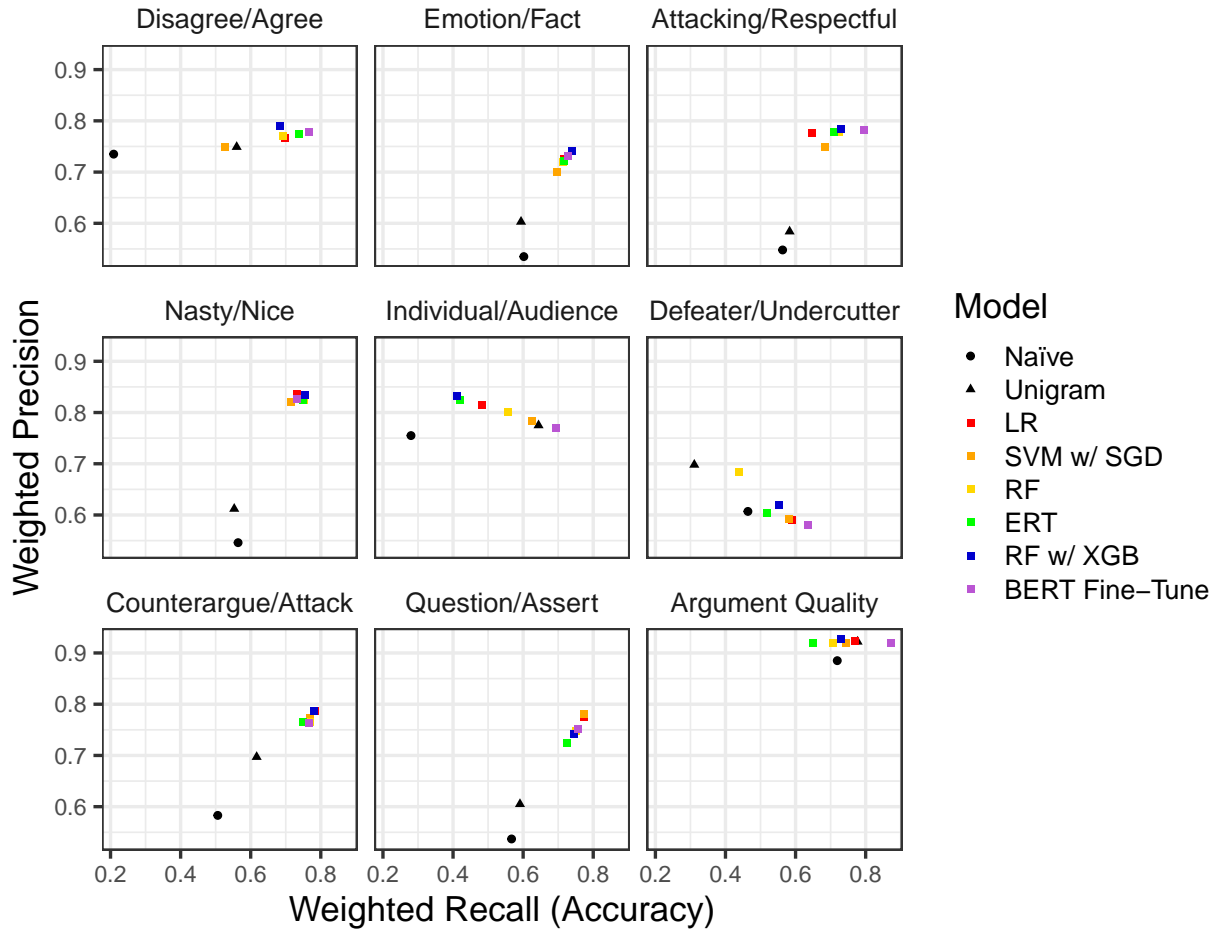 Disagree/Agree
Emotion/Fact
Attacking/Respectful
0.9
0.8
0.7
0.6
Nasty/Nice
Individual/Audience
Defeater/Undercutter
0.9
0.8
0.7
0.6
Counterargue/Attack
Question/Assert
Argument Quality
0.9
0.8
0.7
0.6
0.2 0.4 0.6 0.8
0.2 0.4 0.6 0.8
0.2 0.4 0.6 0.8
Weighted Recall (Accuracy)
Weighted Precision
Model
Naïve
Unigram
LR
SVM w/ SGD
RF
ERT
RF w/ XGB
BERT Fine−Tune